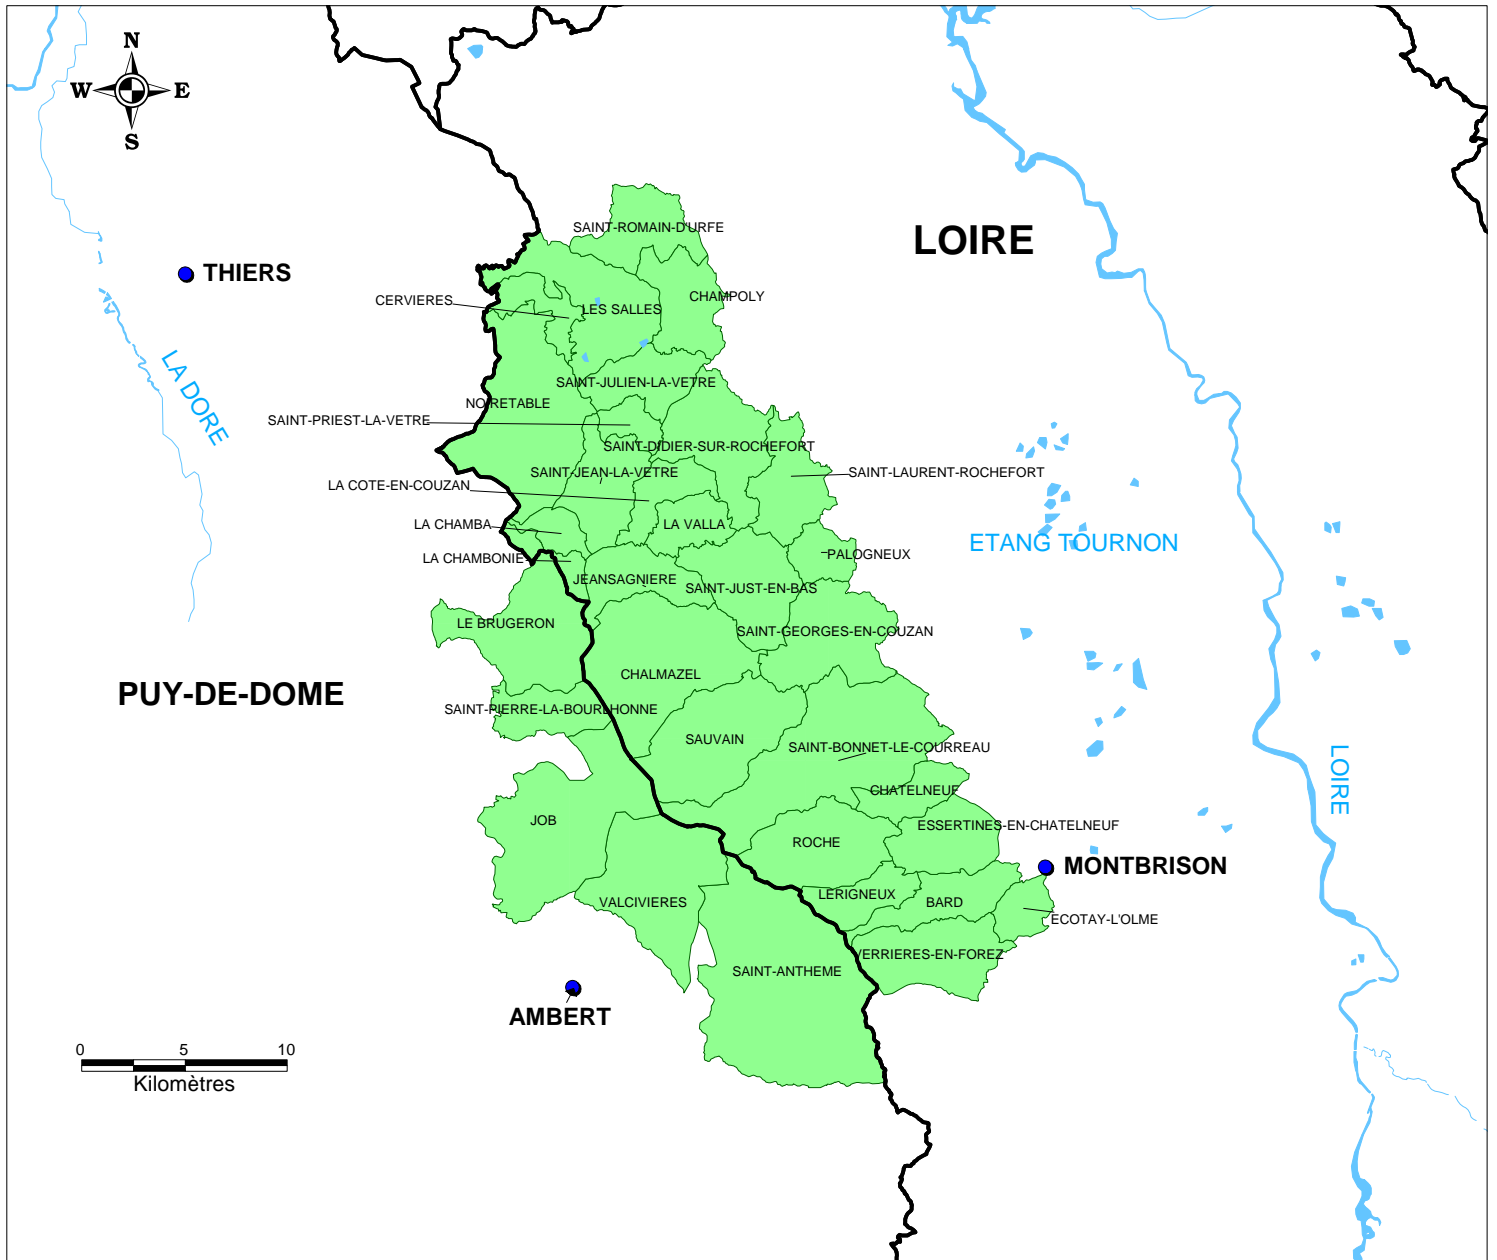 N
W
E
S
SAINT-ROMAIN-D'URFE
LOIRE
THIERS
CHAMPOLY
CERVIERES
LES SALLES
LA DORE
SAINT-JULIEN-LA-VETRE
NOIRETABLE
SAINT-PRIEST-LA-VETRE
SAINT-DIDIER-SUR-ROCHEFORT
SAINT-JEAN-LA-VETRE
SAINT-LAURENT-ROCHEFORT
LA COTE-EN-COUZAN
LA CHAMBA
LA VALLA
ETANG TOURNON
PALOGNEUX
LA CHAMBONIE
JEANSAGNIERE
SAINT-JUST-EN-BAS
LE BRUGERON
SAINT-GEORGES-EN-COUZAN
CHALMAZEL
PUY-DE-DOME
SAINT-PIERRE-LA-BOURLHONNE
SAUVAIN
SAINT-BONNET-LE-COURREAU
LOIRE
CHATELNEUF
JOB
ESSERTINES-EN-CHATELNEUF
ROCHE
MONTBRISON
LERIGNEUX
VALCIVIERES
BARD
ECOTAY-L'OLME
VERRIERES-EN-FOREZ
SAINT-ANTHEME
AMBERT
0 5 10
Kilomètres